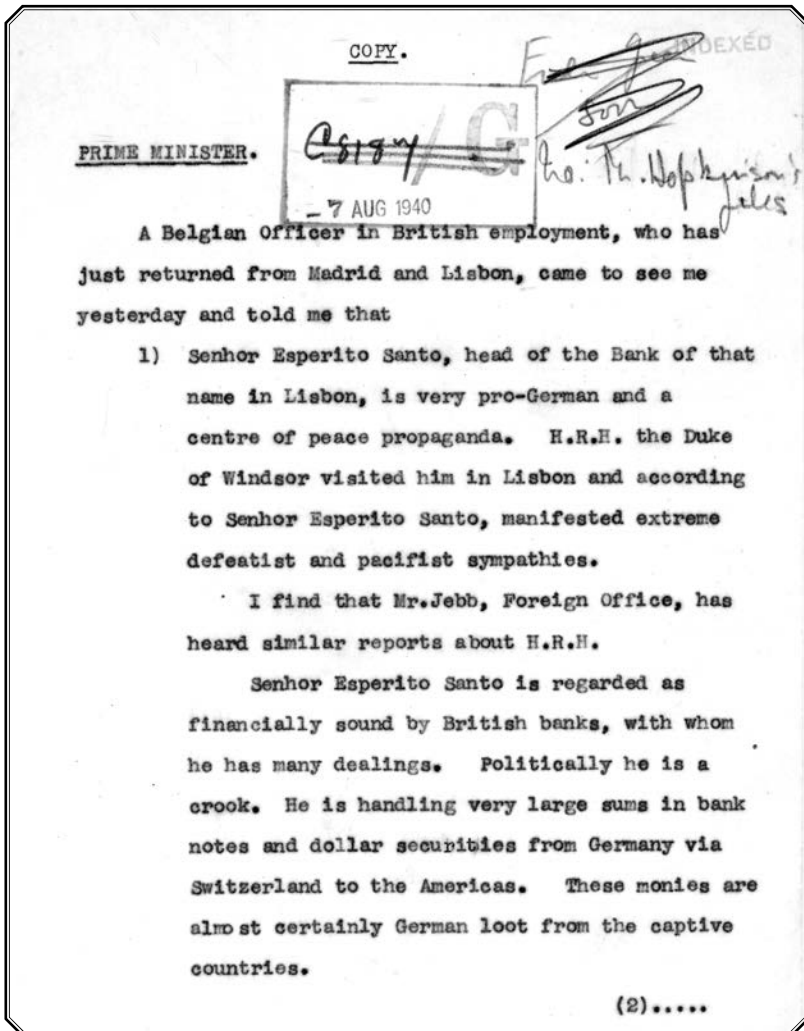 COPY.
INDEXED
G
PRIME MINISTER.
- 7 AUG 1940
A Belgian Officer in British employment, who has
just returned from Madrid and Lisbon, came to see me
yesterday and told me that
1) Senhor Esperito Santo, head of the Bank of that
name in Lisbon, is very pro-German and a
centre of peace propaganda. H.R.H. the Duke
of Windsor visited him in Lisbon and according
to Senhor Esperito Santo, manifested extreme
defeatist and pacifist sympathies.
I find that Mr.Jebb, Foreign Office, has
heard similar reports about H.R.H.
Senhor Esperito Santo is regarded as
financially sound by British banks, with whom
he has many dealings. Politically he is a
crook. He is handling very large sums in bank
notes and dollar securities from Germany via
Switzerland to the Americas. These monies are
almost certainly German loot from the captive
countries.
(2).....